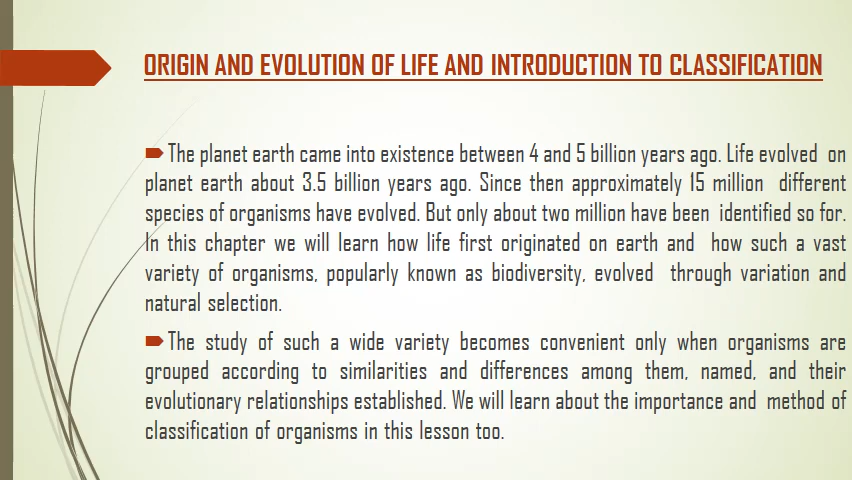 ORIGIN AND EVOLUTION OF LIFE AND INTRODUCTION TO CLASSIFICATION
The planet earth came into existence between 4 and 5 billion years ago. Life evolved on
planet earth about 3.5 billion years ago. Since then approximately 15 million different
species of organisms have evolved. But only about two million have been identified so for.
In this chapter we will learn how life first originated on earth and how such a vast
variety of organisms, popularly known as biodiversity, evolved through variation and
natural selection.
The study of such a wide variety becomes convenient only when organisms are
grouped according to similarities and differences among them, named, and their
evolutionary relationships established. We will learn about the importance and method of
classification of organisms in this lesson too.